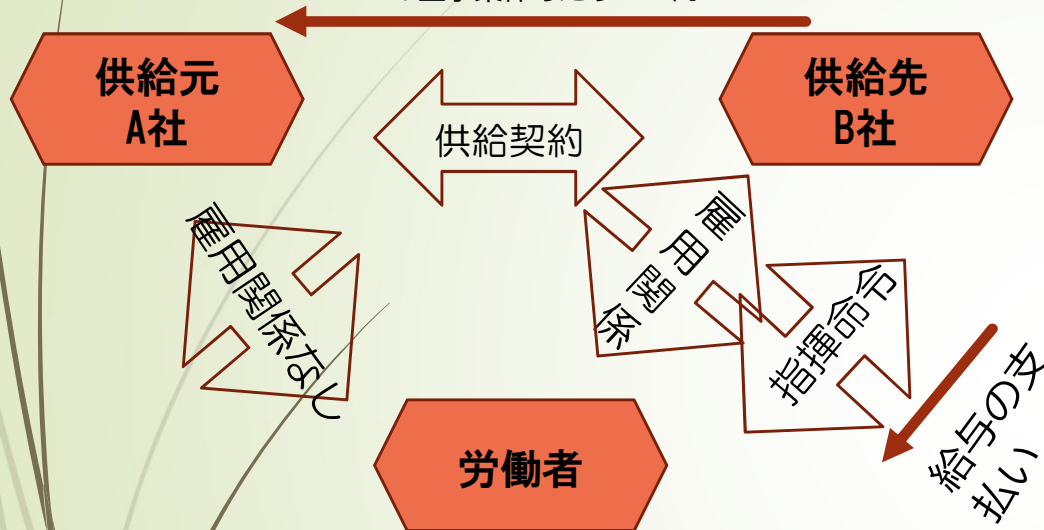 供給元
A社
供給先
B社
供給契約
雇用関係なし
雇用関係
指揮命令
給与の支
払い
労働者